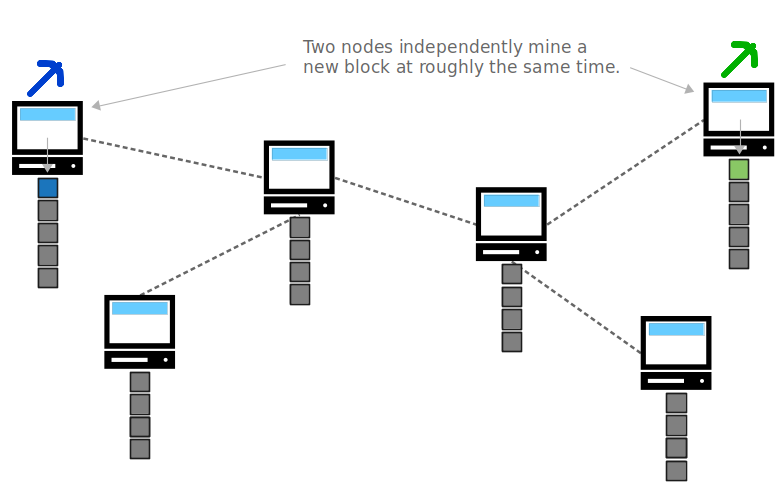 Two nodes independently mine a
new block at roughly the same time.